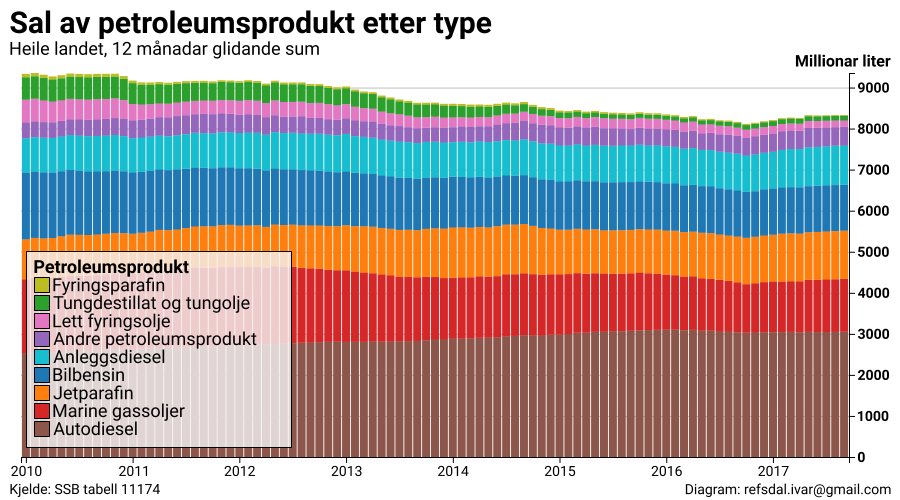 Sal av petroleumsprodukt etter type
Heile landet, 12 månadar glidande sum
Millionar liter
9000
8000
7000
6000
5000
4000
3000
2000
1000
0
Petroleumsprodukt
Fyringsparafin
Tungdestillat og tungolje
Lett fyringsolje
Andre petroleumsprodukt
Anleggsdiesel
Bilbensin
Jetparafin
Marine gassoljer
Autodiesel
2010 2011 2012 2013 2014 2015 2016 2017
Kjelde: SSB tabell 11174 Diagram: refsdal.ivar@gmail.com